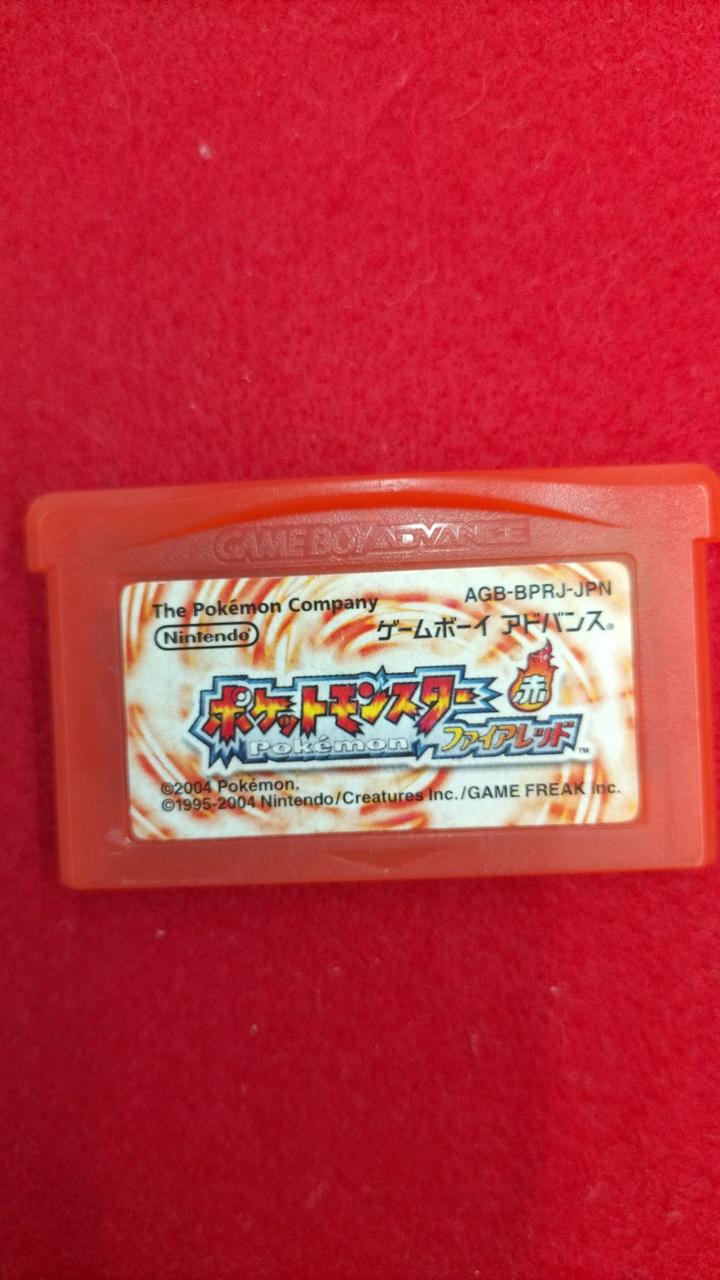 GAME BOY ADVANCE
The Pokémon Company
AGB-BPRJ-JPN
Nintendo®
ゲームボーイ アドバンス®
ポケットモンスター
赤
Pokémon
ファイアレッド™
©2004 Pokémon.
©1995-2004 Nintendo/Creatures Inc./GAME FREAK inc.